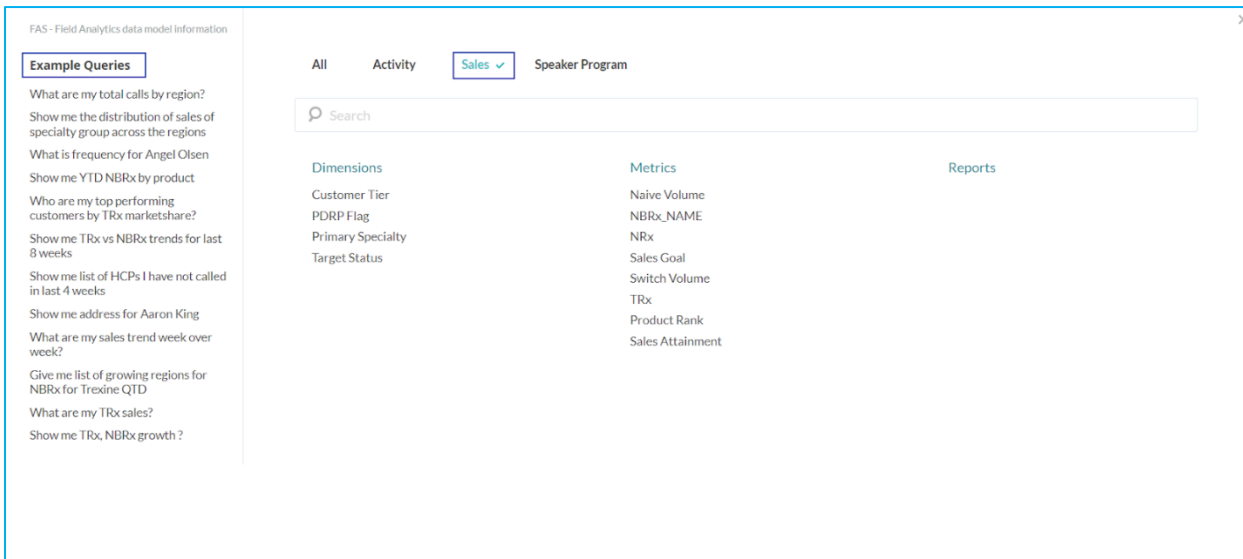 FAS - Field Analytics data model information
Example Queries
What are my total calls by region?
Show me the distribution of sales of
specialty group across the regions
What is frequency for Angel Olsen
Show me YTD NBRx by product
Who are my top performing
customers by TRx marketshare?
Show me TRx vs NBRx trends for last
8 weeks
Show me list of HCPs I have not called
in last 4 weeks
Show me address for Aaron King
What are my sales trend week over
week?
Give me list of growing regions for
NBRx for Trexine QTD
What are my TRx sales?
Show me TRx, NBRx growth ?
All Activity Sales ✓ Speaker Program
Search
Dimensions
Customer Tier
PDRP Flag
Primary Specialty
Target Status
Metrics
Naive Volume
NBRx_NAME
NRx
Sales Goal
Switch Volume
TRx
Product Rank
Sales Attainment
Reports